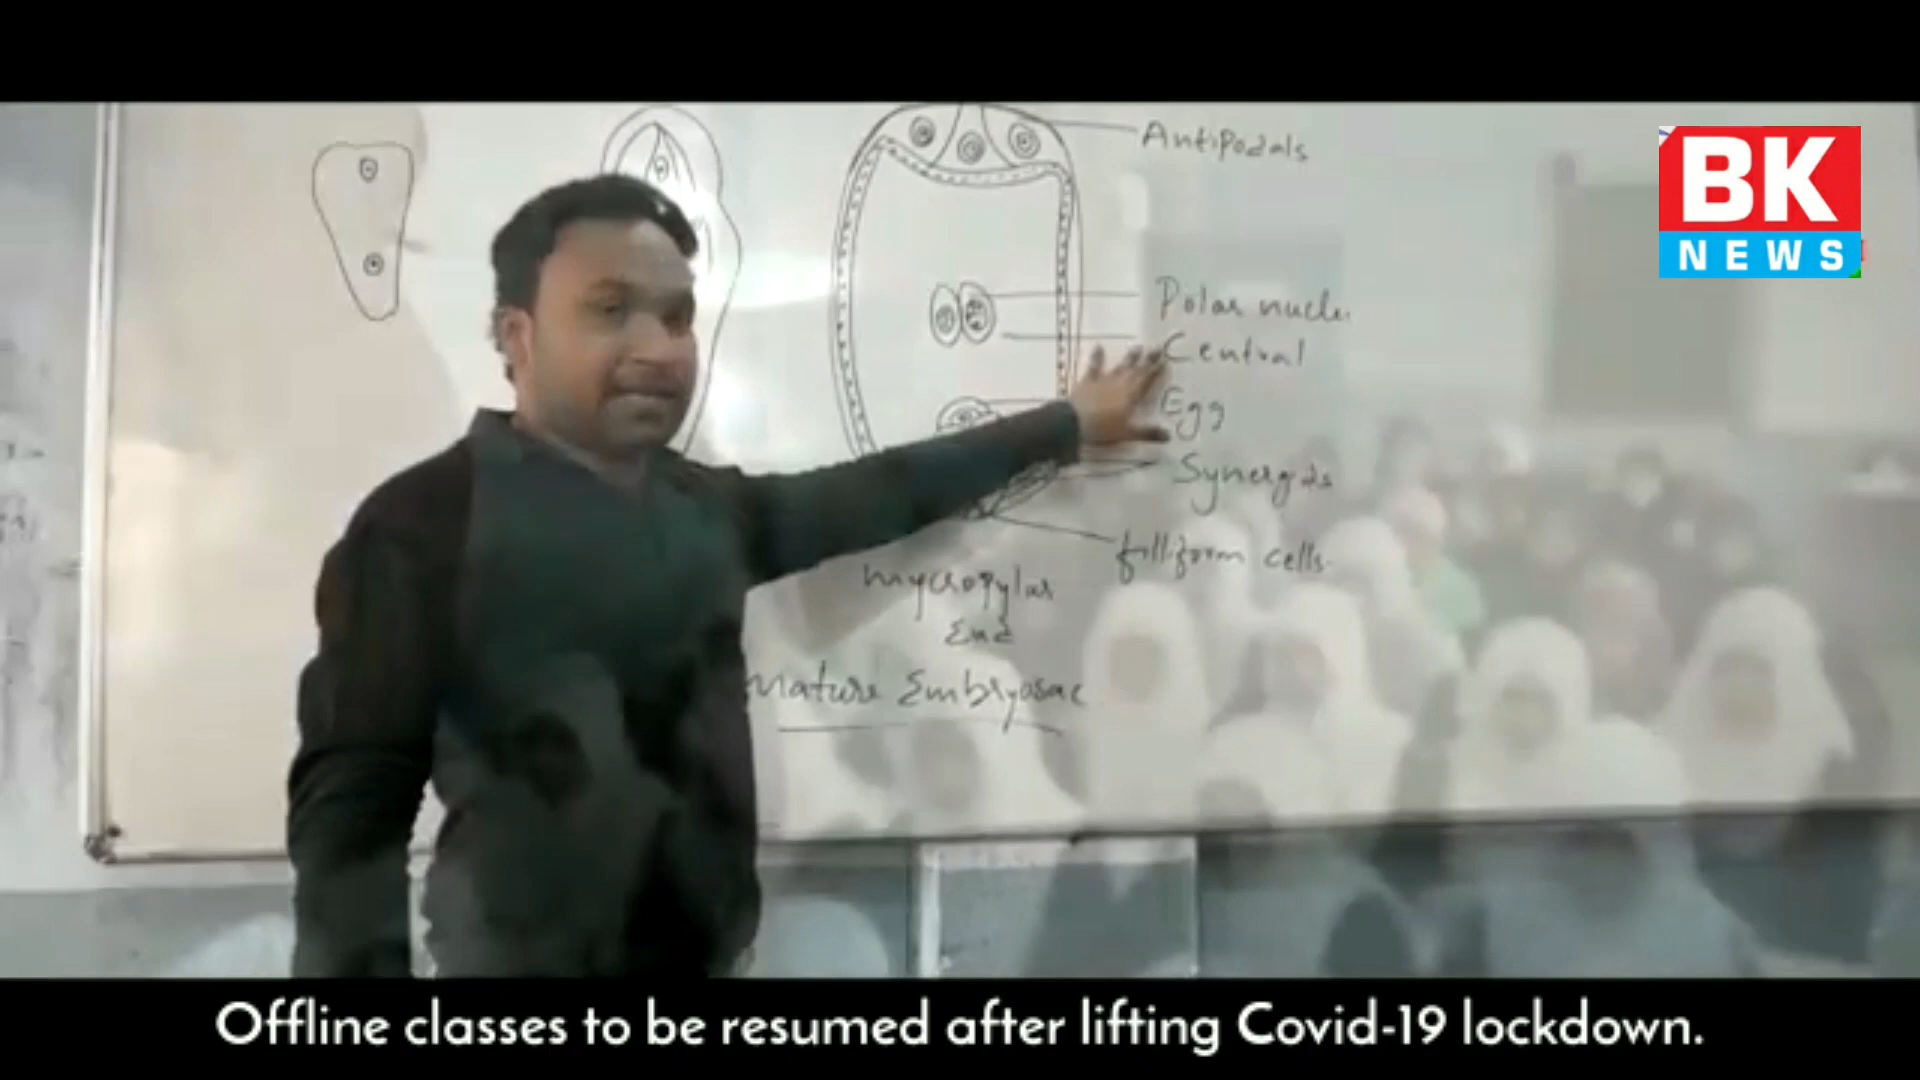 Antipodals
BK
NEWS
Polar nuclei
Central
Egg
Synergids
filliform cells
mycropylar
End
Mature Embryosac
Offline classes to be resumed after lifting Covid-19 lockdown.